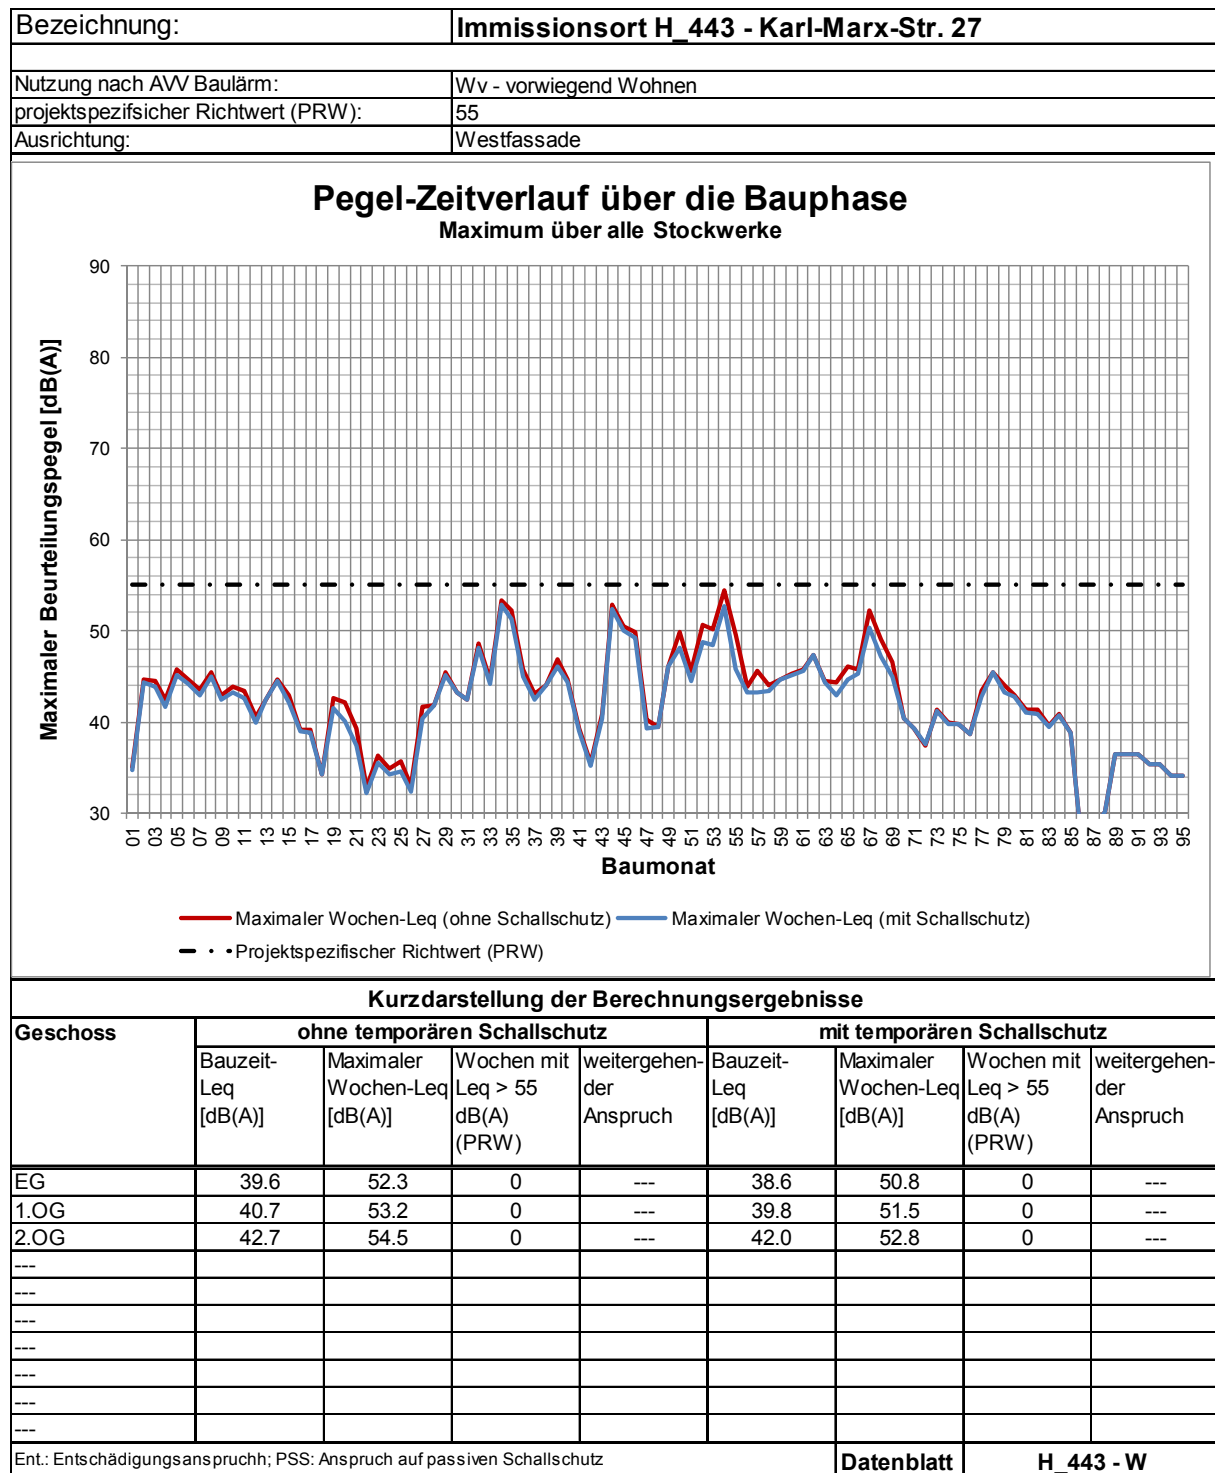 Bezeichnung: Immissionsort H_443 - Karl-Marx-Str. 27
Nutzung nach AVV Baulärm: Wv - vorwiegend Wohnen
projektspezifsicher Richtwert (PRW): 55
Ausrichtung: Westfassade
Pegel-Zeitverlauf über die Bauphase
Maximum über alle Stockwerke
Maximaler Beurteilungspegel [dB(A)]
90
80
70
60
50
40
30
01 03 05 07 09 11 13 15 17 19 21 23 25 27 29 31 33 35 37 39 41 43 45 47 49 51 53 55 57 59 61 63 65 67 69 71 73 75 77 79 81 83 85 87 89 91 93 95
Baumonat
Maximaler Wochen-Leq (ohne Schallschutz) Maximaler Wochen-Leq (mit Schallschutz)
Projektspezifischer Richtwert (PRW)
Kurzdarstellung der Berechnungsergebnisse
Geschoss ohne temporären Schallschutz mit temporären Schallschutz
Bauzeit- Maximaler Wochen mit weitergehen- Bauzeit- Maximaler Wochen mit weitergehen-
Leq Wochen-Leq Leq > 55 der Leq Wochen-Leq Leq > 55 der
[dB(A)] [dB(A)] dB(A) Anspruch [dB(A)] [dB(A)] dB(A) Anspruch
(PRW) (PRW)
EG 39.6 52.3 0 --- 38.6 50.8 0 ---
1.OG 40.7 53.2 0 --- 39.8 51.5 0 ---
2.OG 42.7 54.5 0 --- 42.0 52.8 0 ---
---
---
---
---
---
---
---
Ent.: Entschädigungsanspruchh; PSS: Anspruch auf passiven Schallschutz Datenblatt H_443 - W